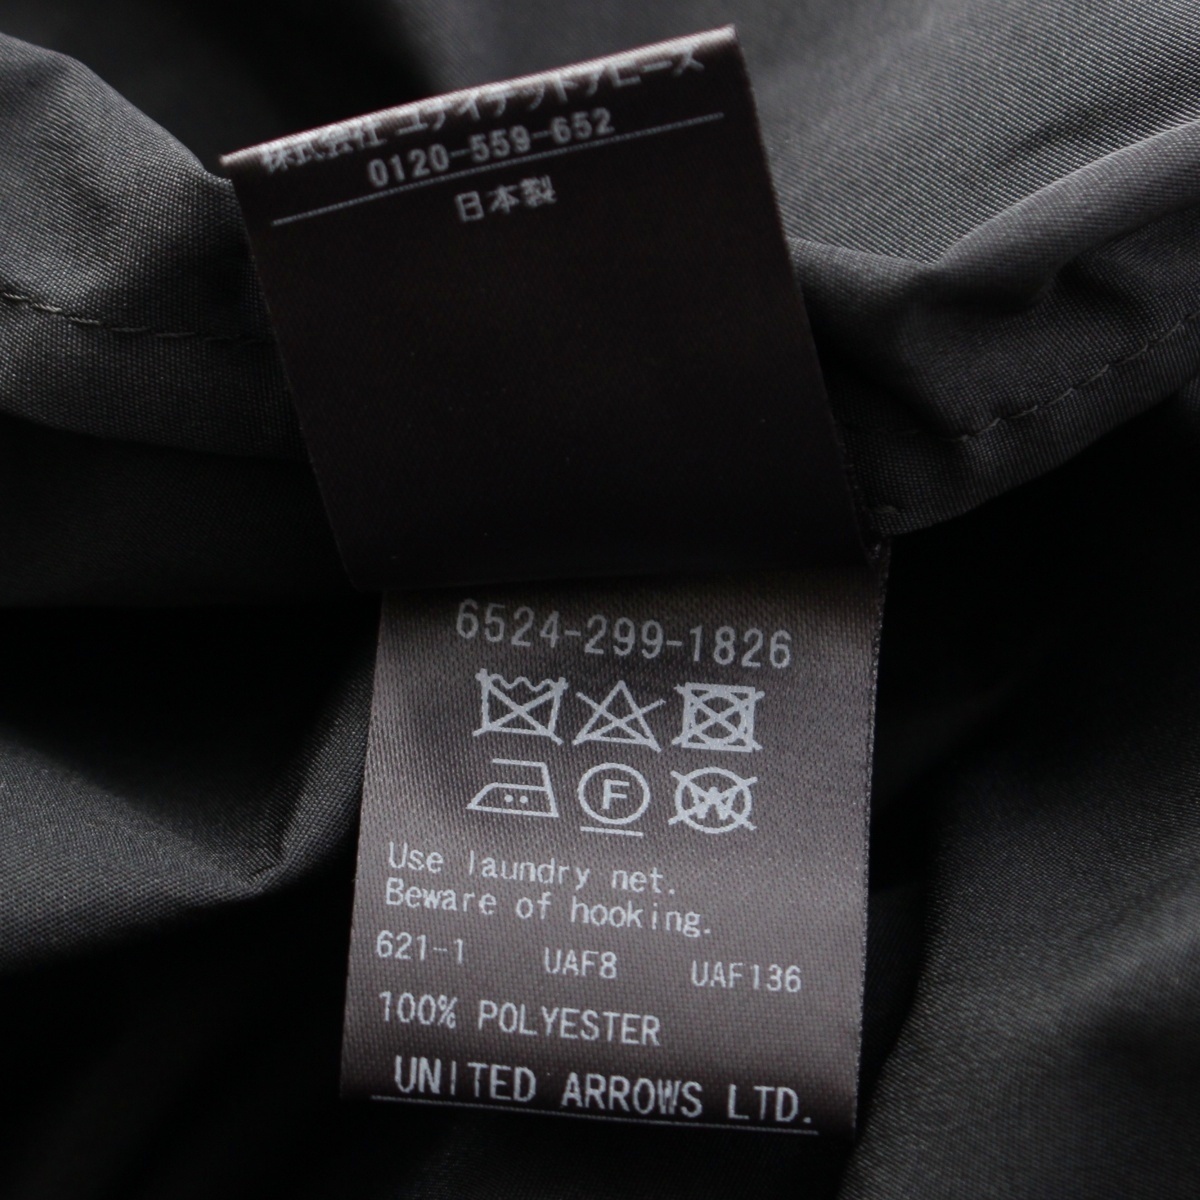 株式会社 ユナイテッドアローズ
0120-559-652
日本製
6524-299-1826
F W
Use laundry net.
Beware of hooking.
621-1 UAF8 UAF136
100% POLYESTER
UNITED ARROWS LTD.